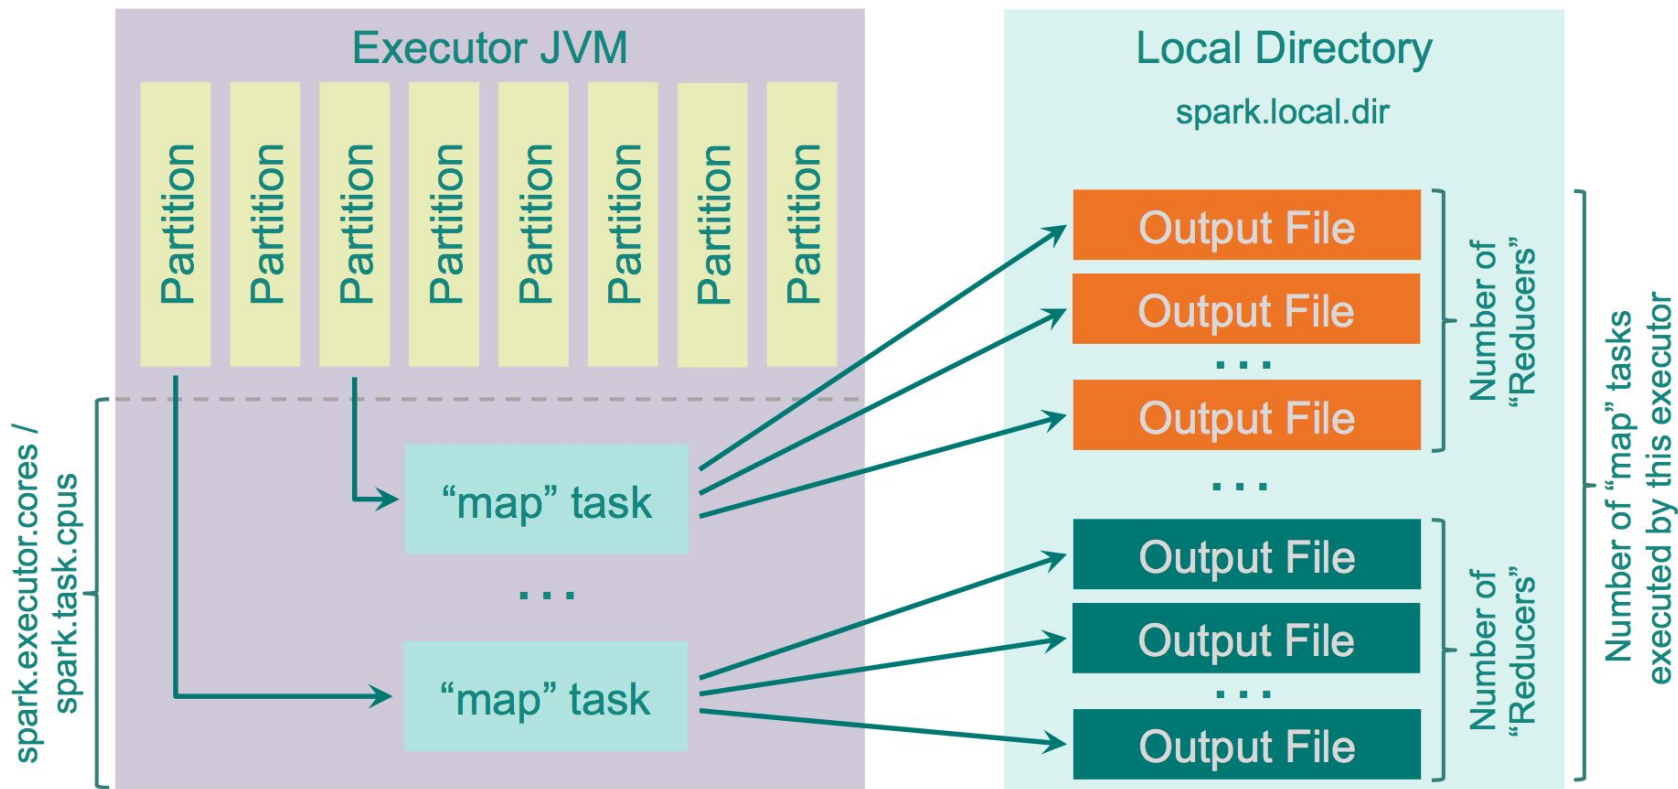 Executor JVM
Partition
Partition
Partition
Partition
Partition
Partition
Partition
Partition
spark.executor.cores /
spark.task.cpus
“map” task
...
“map” task
Local Directory
spark.local.dir
Output File
Output File
...
Output File
Number of
“Reducers”
...
Output File
Output File
...
Output File
Number of
“Reducers”
Number of “map” tasks
executed by this executor